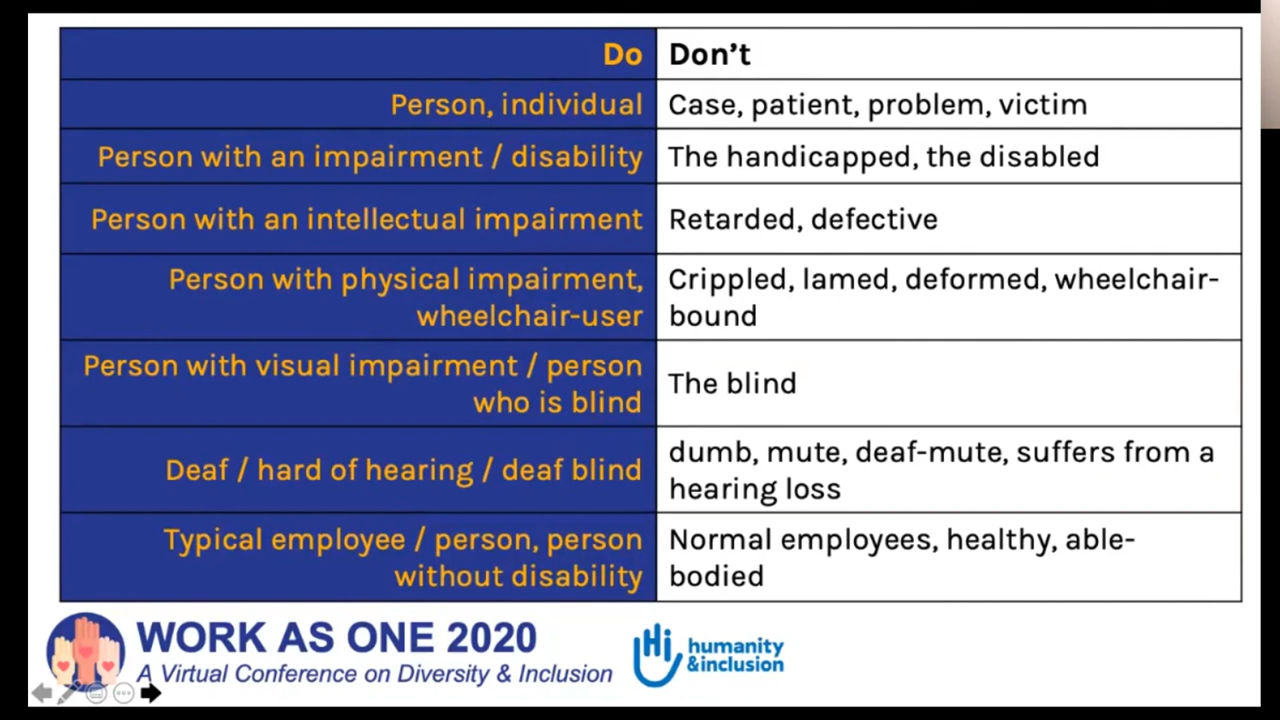 Do
Don't
Person, individual
Case, patient, problem, victim
Person with an impairment / disability
The handicapped, the disabled
Person with an intellectual impairment
Retarded, defective
Person with physical impairment,
wheelchair-user
Crippled, lamed, deformed, wheelchair-
bound
Person with visual impairment / person
who is blind
The blind
Deaf / hard of hearing / deaf blind
dumb, mute, deaf-mute, suffers from a
hearing loss
Typical employee / person, person
without disability
Normal employees, healthy, able-
bodied
WORK AS ONE 2020
A Virtual Conference on Diversity & Inclusion
Hi
humanity
&inclusion